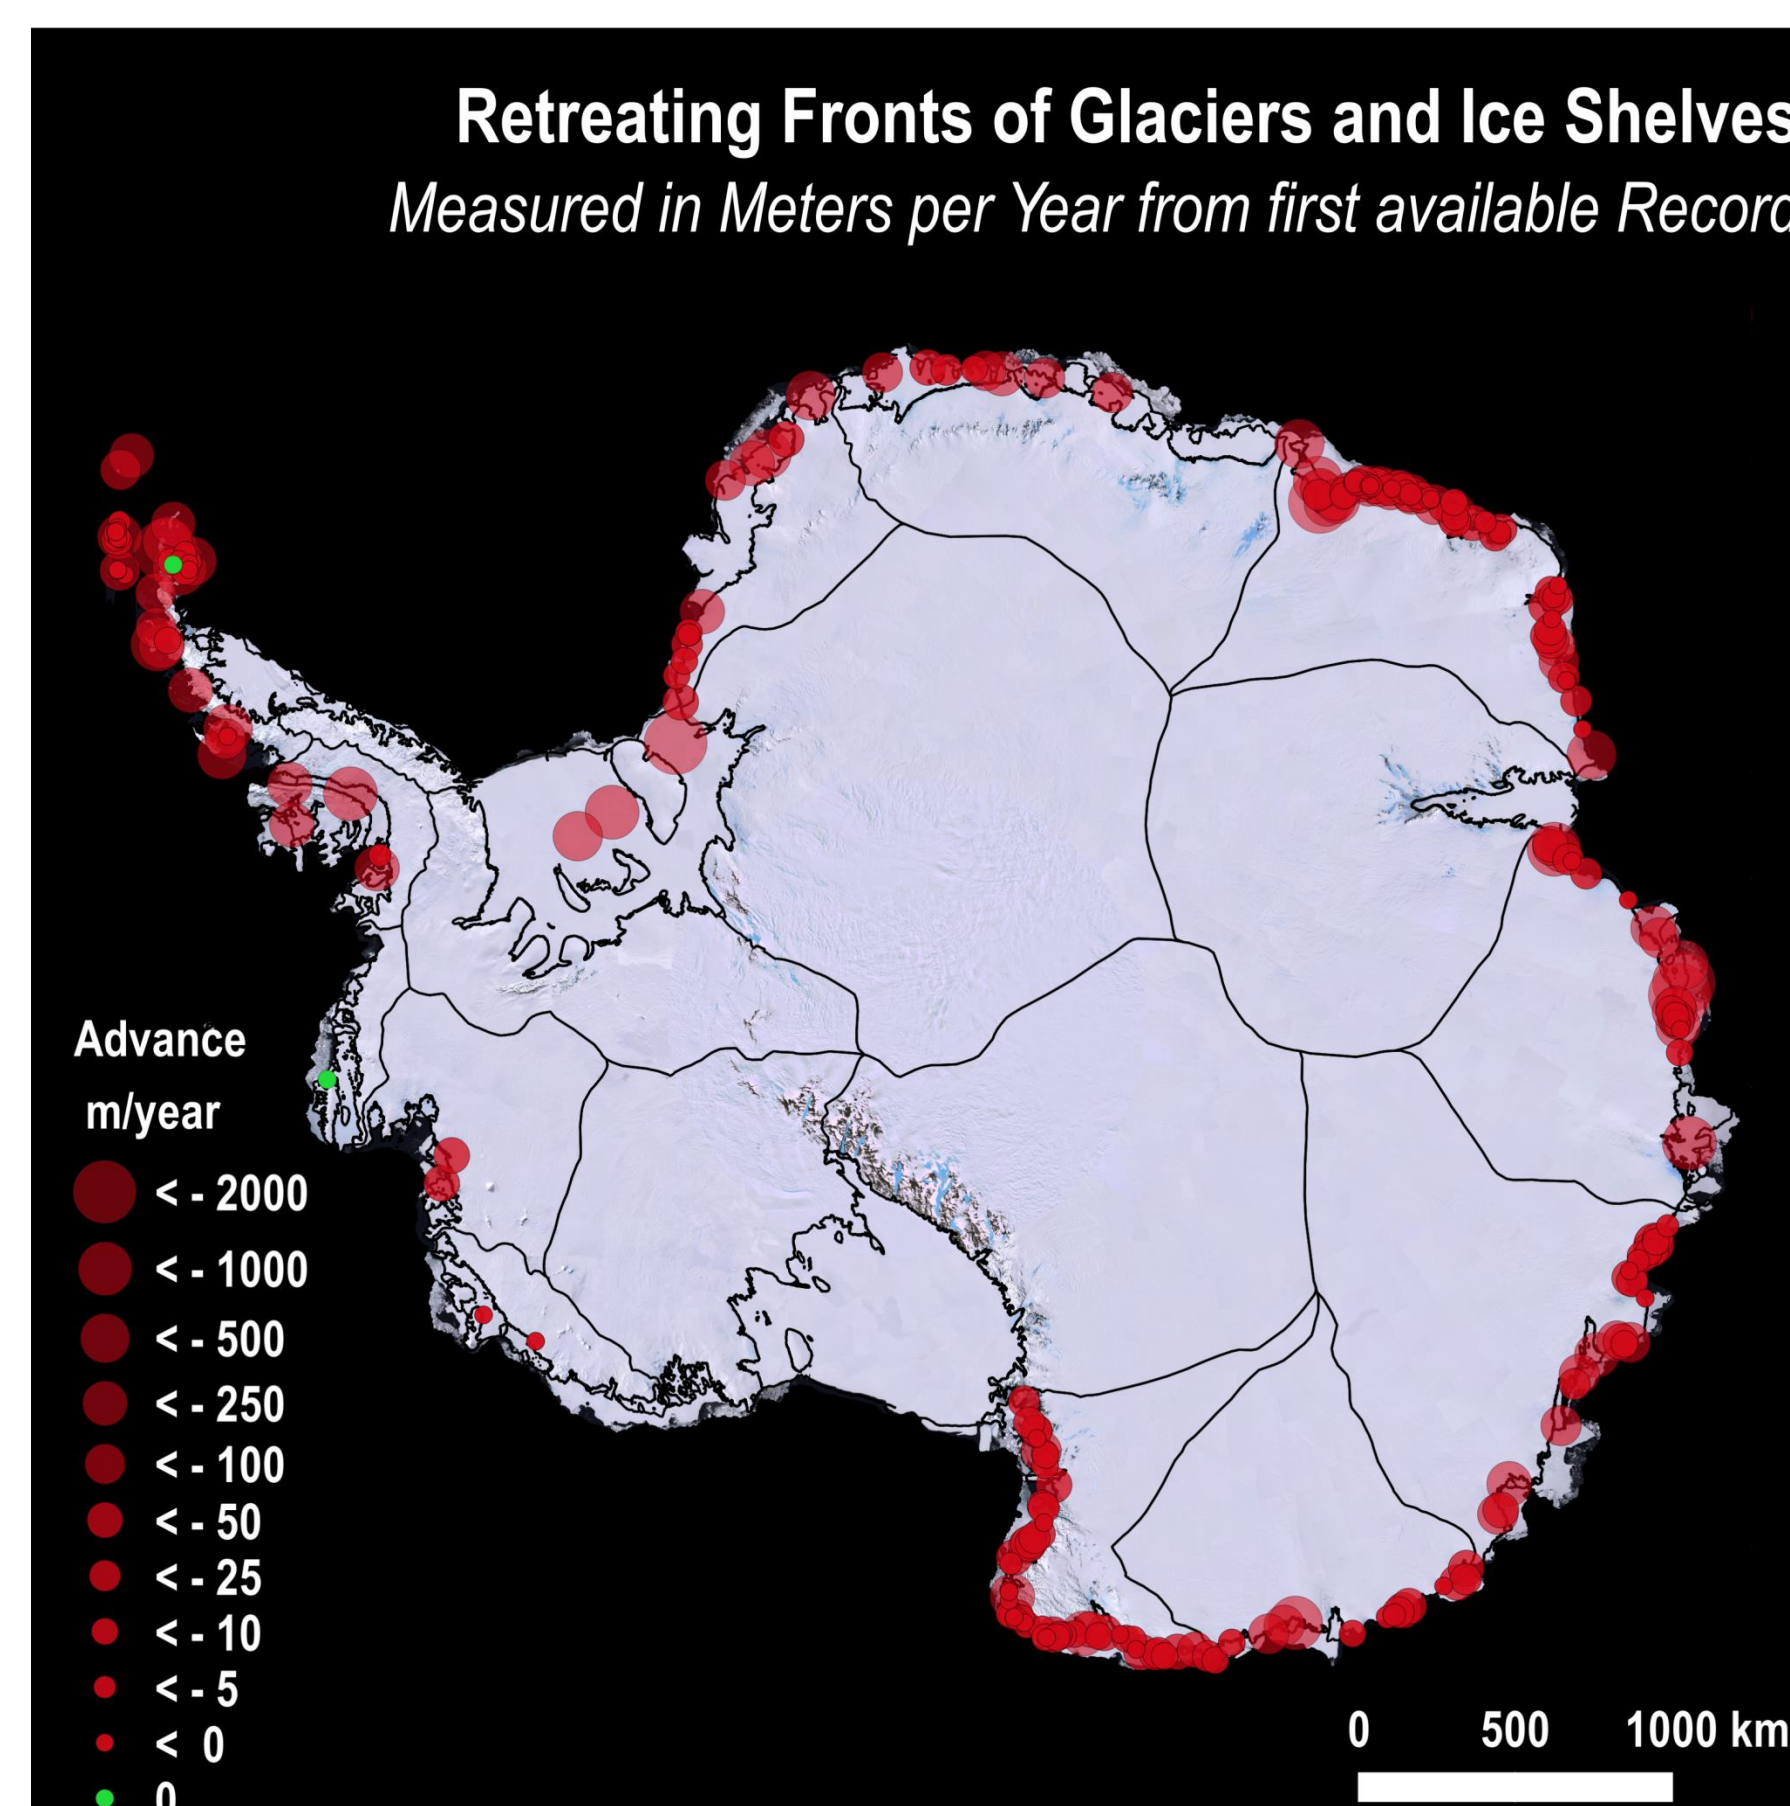 Retreating Fronts of Glaciers and Ice Shelves
Measured in Meters per Year from first available Record
Advance
m/year
< - 2000
< - 1000
< - 500
< - 250
< - 100
< - 50
< - 25
< - 10
< - 5
< 0
0
0 500 1000 km